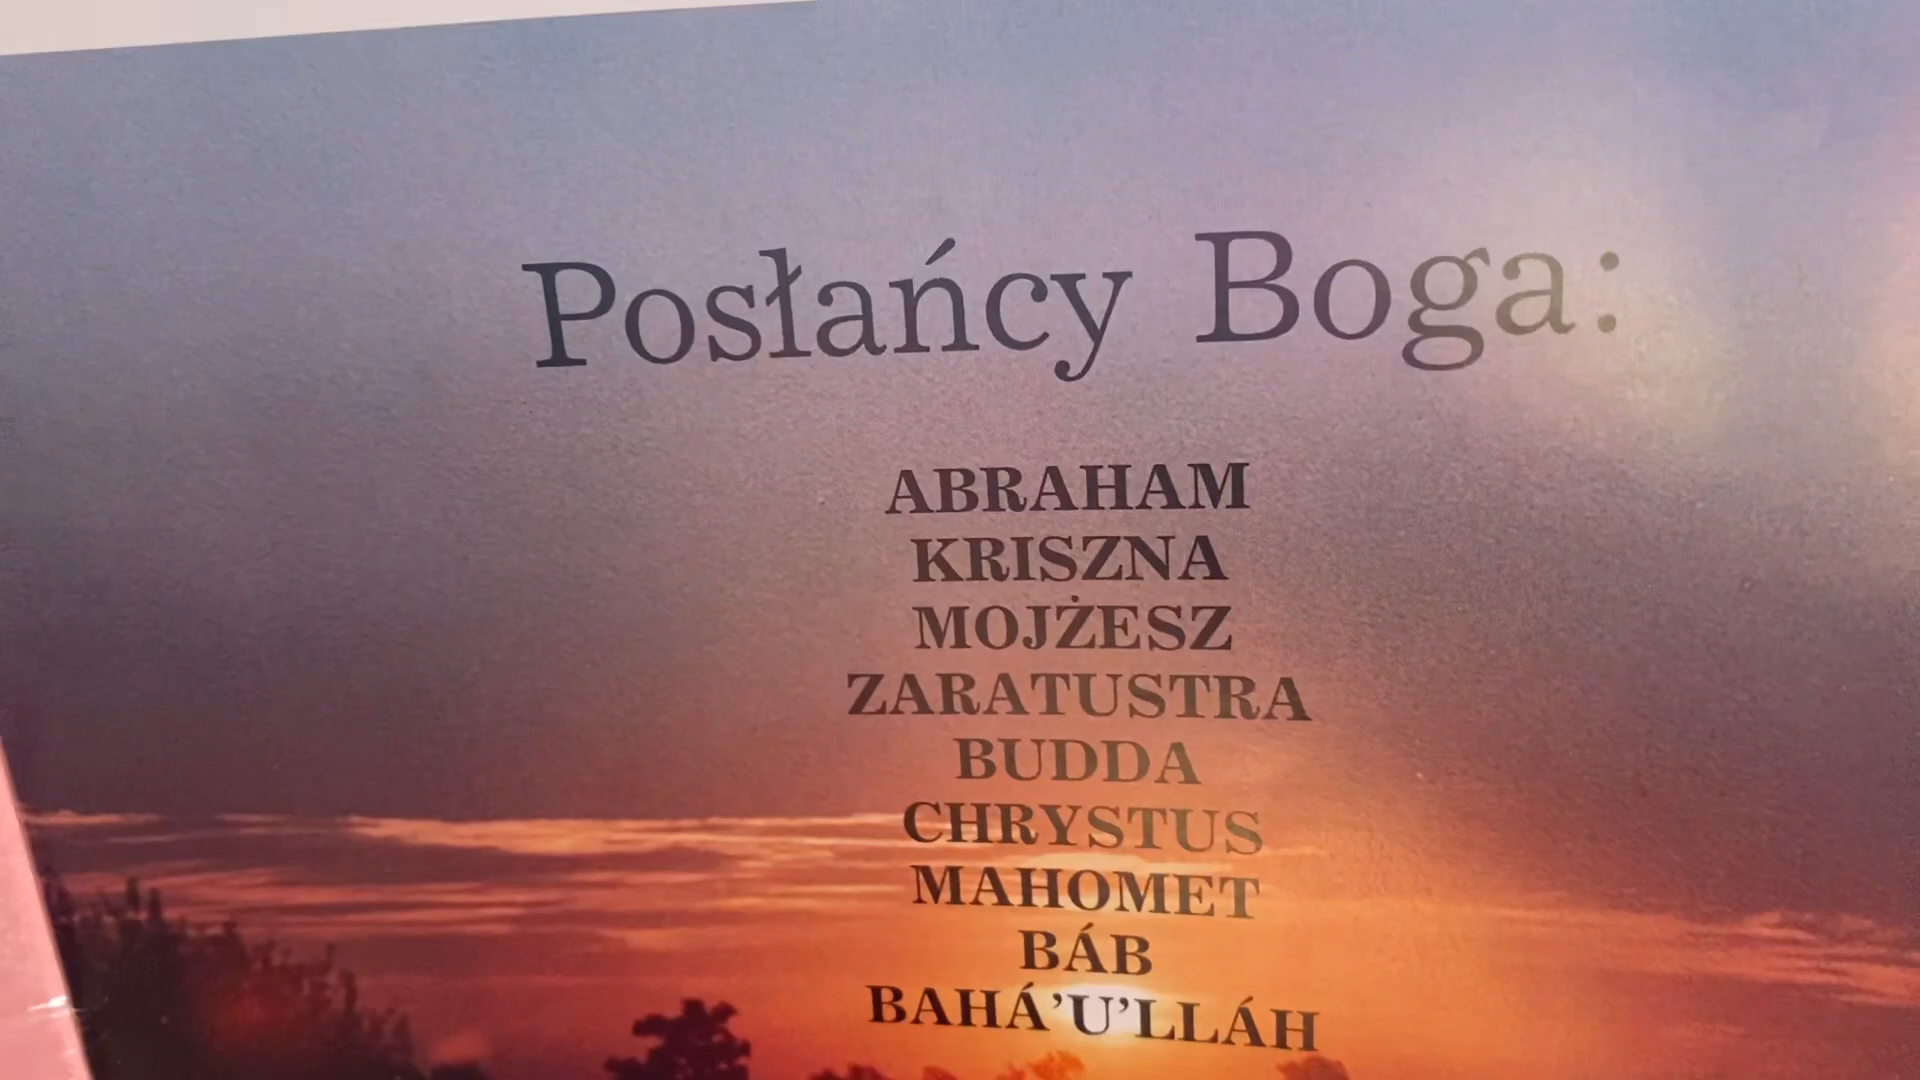 Posłańcy Boga:
ABRAHAM
KRISZNA
MOJŻESZ
ZARATUSTRA
BUDDA
CHRYSTUS
MAHOMET
BÁB
BAHÁ’U’LLÁH